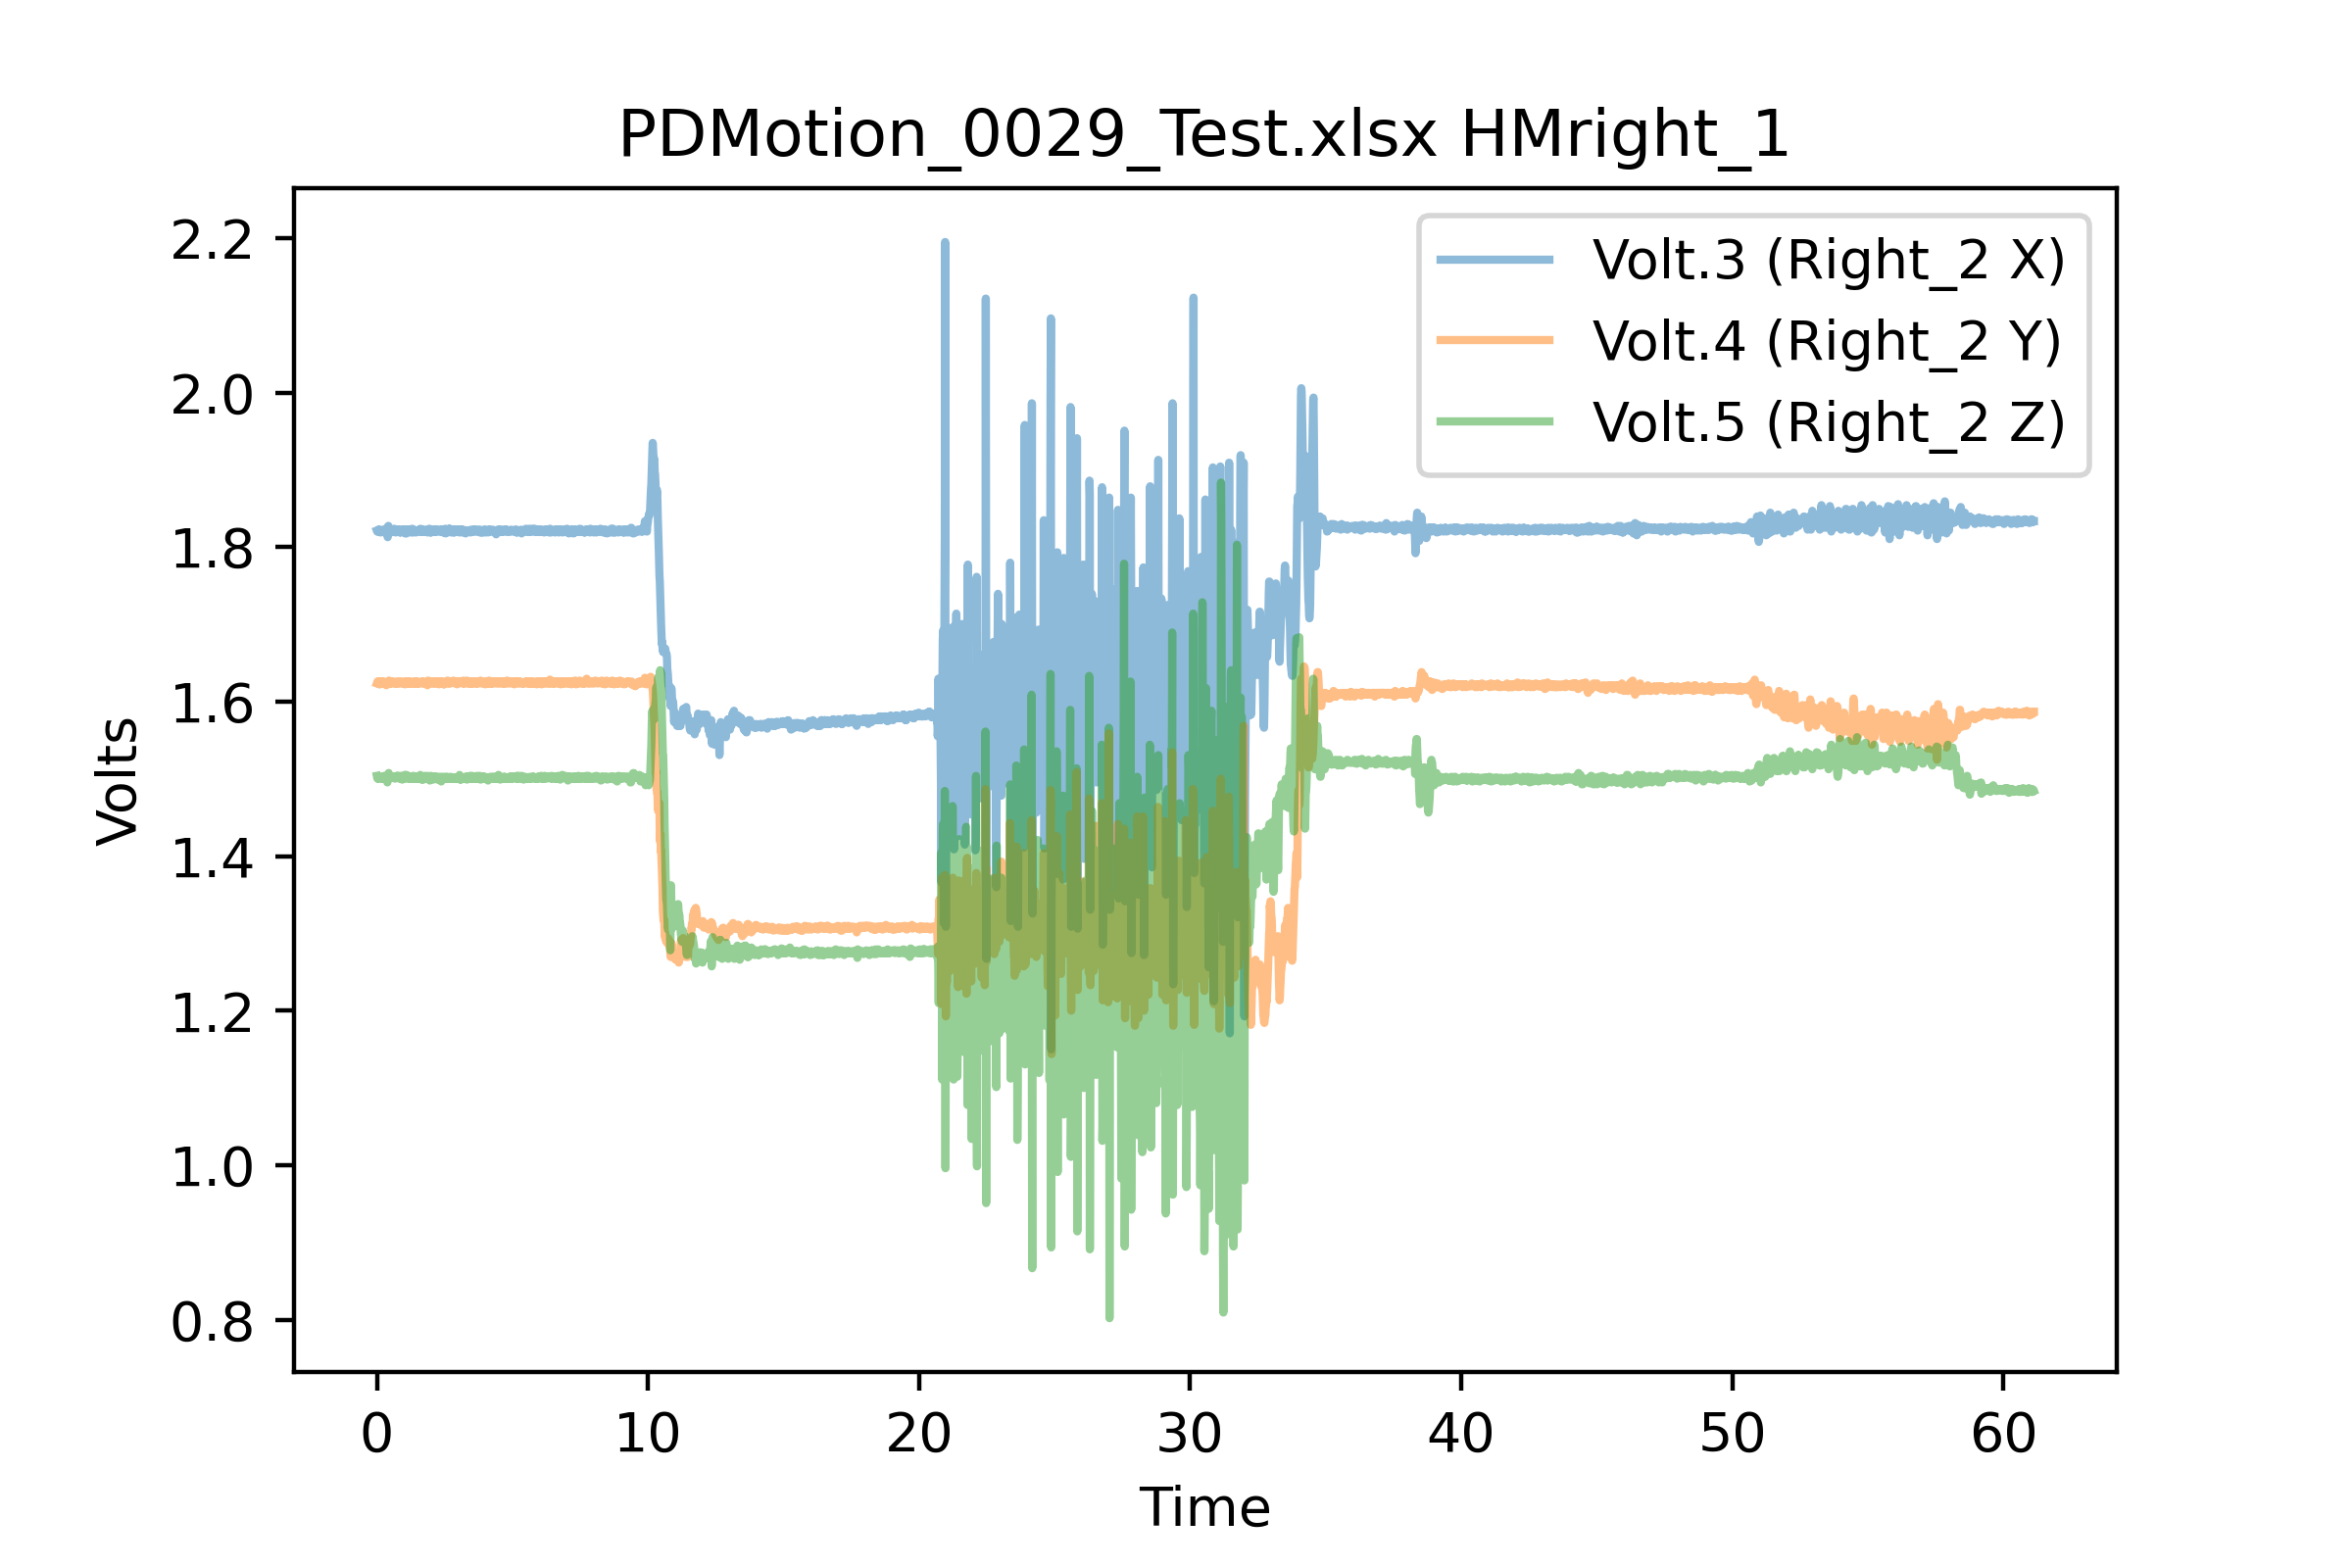 PDMotion_0029_Test.xlsx HMright_1
Volt.3 (Right_2 X)
Volt.4 (Right_2 Y)
Volt.5 (Right_2 Z)
2.2
2.0
1.8
1.6
1.4
1.2
1.0
0.8
Volts
0 10 20 30 40 50 60
Time